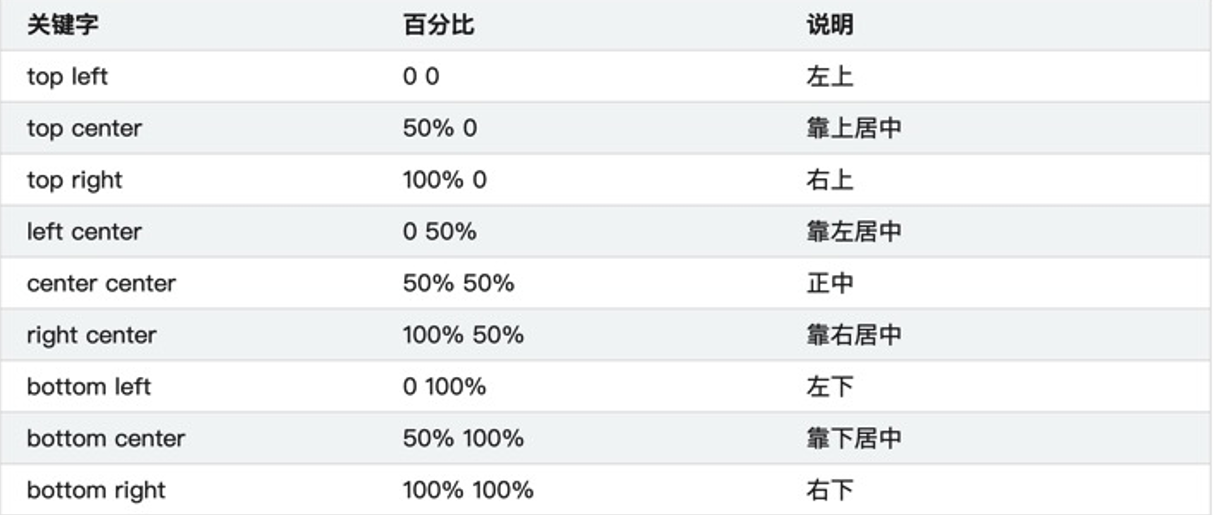 关键字 百分比 说明
top left 0 0 左上
top center 50% 0 靠上居中
top right 100% 0 右上
left center 0 50% 靠左居中
center center 50% 50% 正中
right center 100% 50% 靠右居中
bottom left 0 100% 左下
bottom center 50% 100% 靠下居中
bottom right 100% 100% 右下